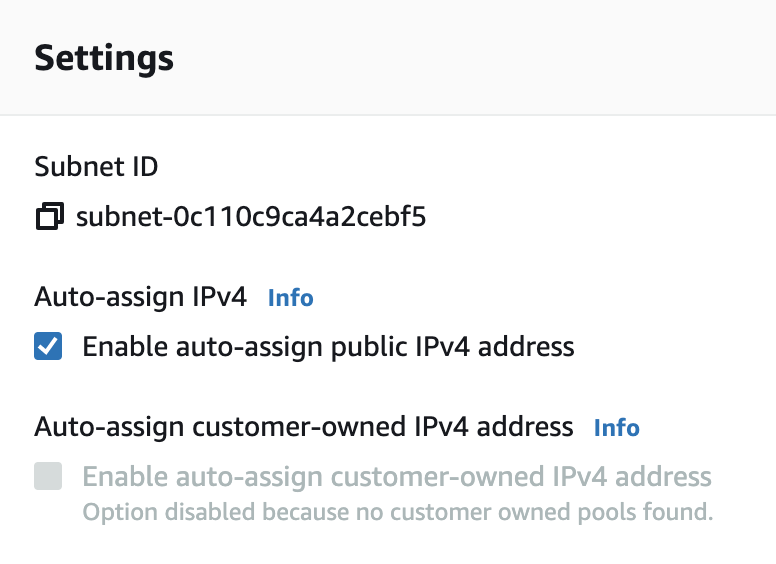 Settings
Subnet ID
subnet-0c110c9ca4a2cebf5
Auto-assign IPv4 Info
Enable auto-assign public IPv4 address
Auto-assign customer-owned IPv4 address Info
Enable auto-assign customer-owned IPv4 address
Option disabled because no customer owned pools found.